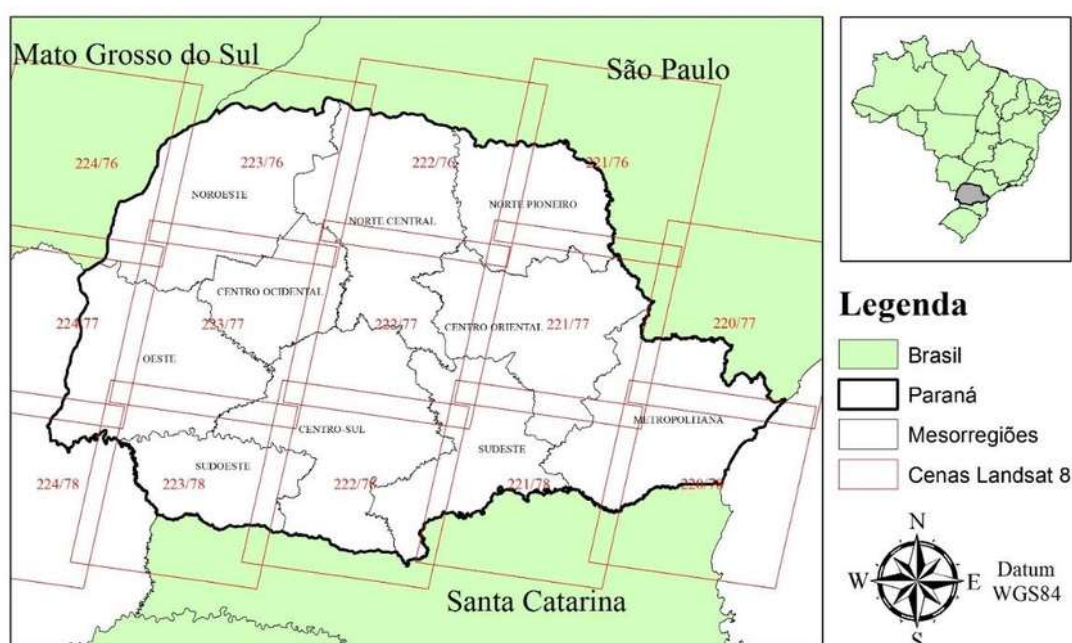 Mato Grosso do Sul
São Paulo
224/76
223/76
222/76
221/76
NOROESTE
NORTE CENTRAL
NORTE PIONEIRO
CENTRO OCIDENTAL
224/77
223/77
222/77
CENTRO ORIENTAL
221/77
220/77
OESTE
CENTRO-SUL
METROPOLITANA
SUDOESTE
SUDESTE
224/78
223/78
222/78
221/78
220/78
Santa Catarina
Legenda
Brasil
Paraná
Mesorregiões
Cenas Landsat 8
N
W
E
S
Datum
WGS84